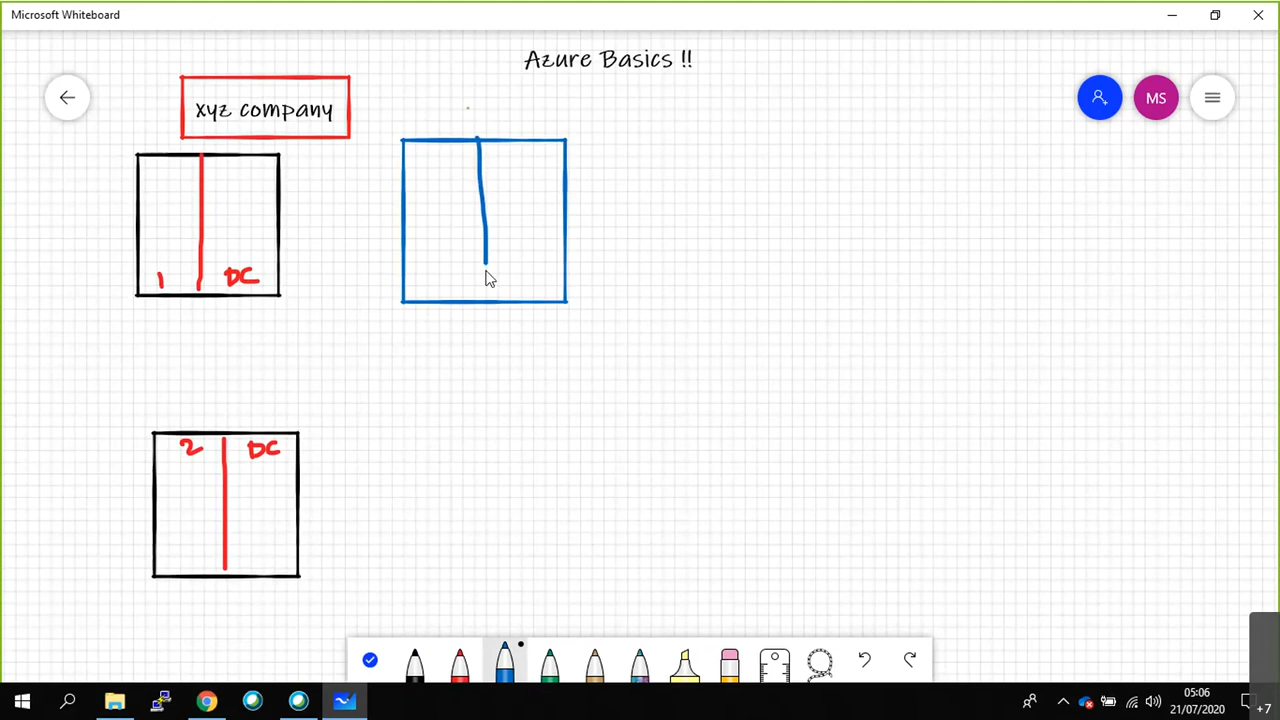 Microsoft Whiteboard
Azure Basics !!
xyz company
MS
1 DC
2 DC
05:06
21/07/2020
+7